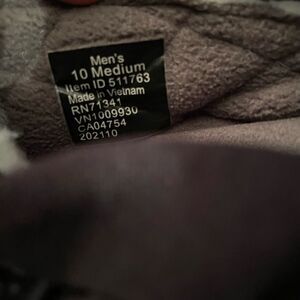 Men's
10 Medium
Item ID 511763
Made in Vietnam
RN71341
VN1009930
CA04754
202110